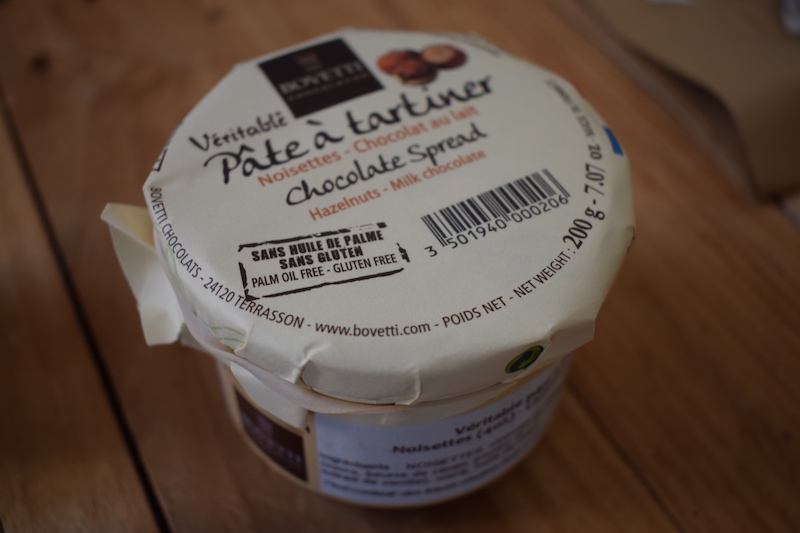 BOVETTI
Véritable
Pâte à tartiner
Noisettes - Chocolat au lait
Chocolate Spread
Hazelnuts - Milk chocolate
3 501940 000206
SANS HUILE DE PALME
SANS GLUTEN
PALM OIL FREE - GLUTEN FREE
BOVETTI CHOCOLATS - 24120 TERRASSON - www.bovetti.com - POIDS NET - NET WEIGHT : 200 g - 7.07 oz
Véritable
Noisettes (40%)
NOISETTES